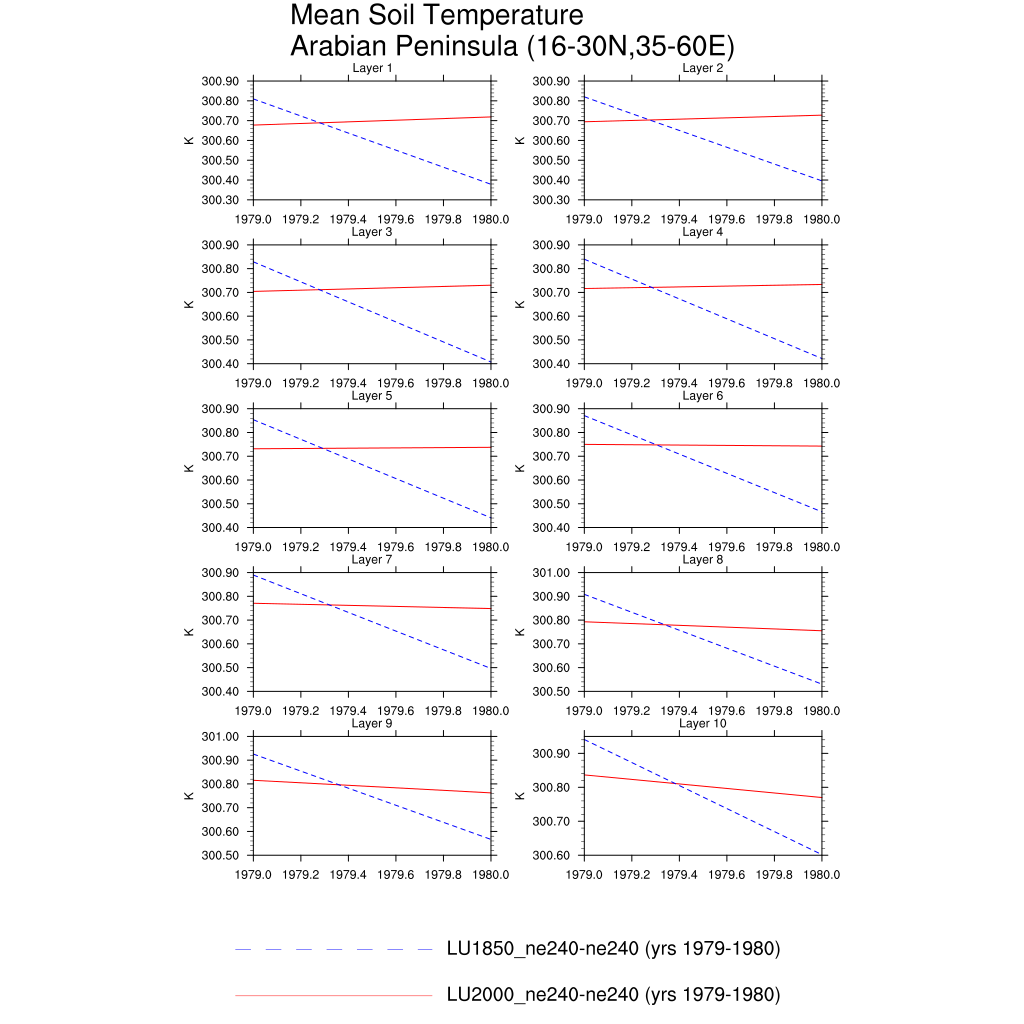 Mean Soil Temperature
Arabian Peninsula (16-30N,35-60E)
Layer 1
300.90
300.80
300.70
300.60
300.50
300.40
300.30
K
1979.0 1979.2 1979.4 1979.6 1979.8 1980.0
Layer 2
300.90
300.80
300.70
300.60
300.50
300.40
300.30
K
1979.0 1979.2 1979.4 1979.6 1979.8 1980.0
Layer 3
300.90
300.80
300.70
300.60
300.50
300.40
K
1979.0 1979.2 1979.4 1979.6 1979.8 1980.0
Layer 4
300.90
300.80
300.70
300.60
300.50
300.40
K
1979.0 1979.2 1979.4 1979.6 1979.8 1980.0
Layer 5
300.90
300.80
300.70
300.60
300.50
300.40
K
1979.0 1979.2 1979.4 1979.6 1979.8 1980.0
Layer 6
300.90
300.80
300.70
300.60
300.50
300.40
K
1979.0 1979.2 1979.4 1979.6 1979.8 1980.0
Layer 7
300.90
300.80
300.70
300.60
300.50
300.40
K
1979.0 1979.2 1979.4 1979.6 1979.8 1980.0
Layer 8
301.00
300.90
300.80
300.70
300.60
300.50
K
1979.0 1979.2 1979.4 1979.6 1979.8 1980.0
Layer 9
301.00
300.90
300.80
300.70
300.60
300.50
K
1979.0 1979.2 1979.4 1979.6 1979.8 1980.0
Layer 10
300.90
300.80
300.70
300.60
K
1979.0 1979.2 1979.4 1979.6 1979.8 1980.0
LU1850_ne240-ne240 (yrs 1979-1980)
LU2000_ne240-ne240 (yrs 1979-1980)